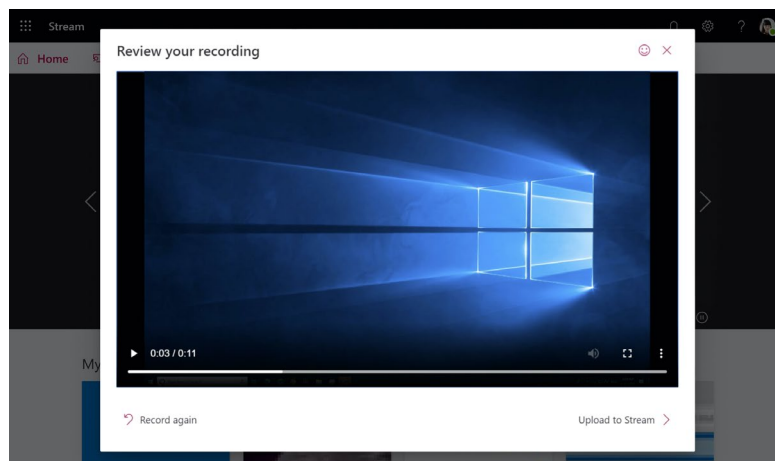 Stream
?
Review your recording
Home
0:03 / 0:11
My
Record again
Upload to Stream